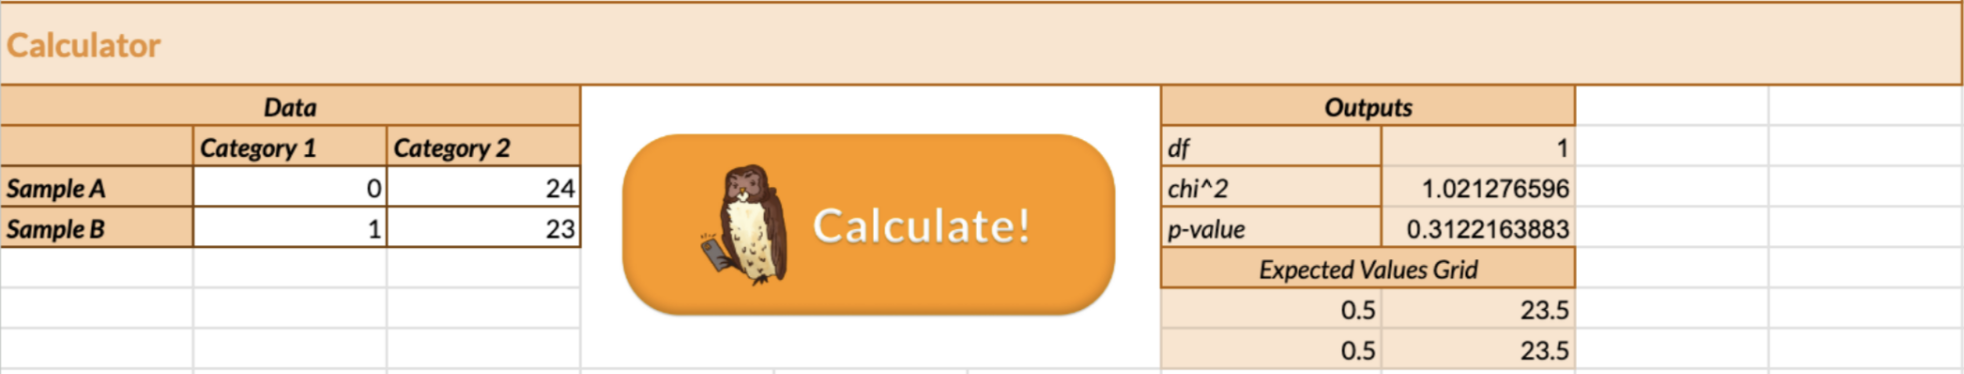 Calculator
Data
Category 1 Category 2
Sample A 0 24
Sample B 1 23
Calculate!
Outputs
df 1
chi^2 1.021276596
p-value 0.3122163883
Expected Values Grid
0.5 23.5
0.5 23.5